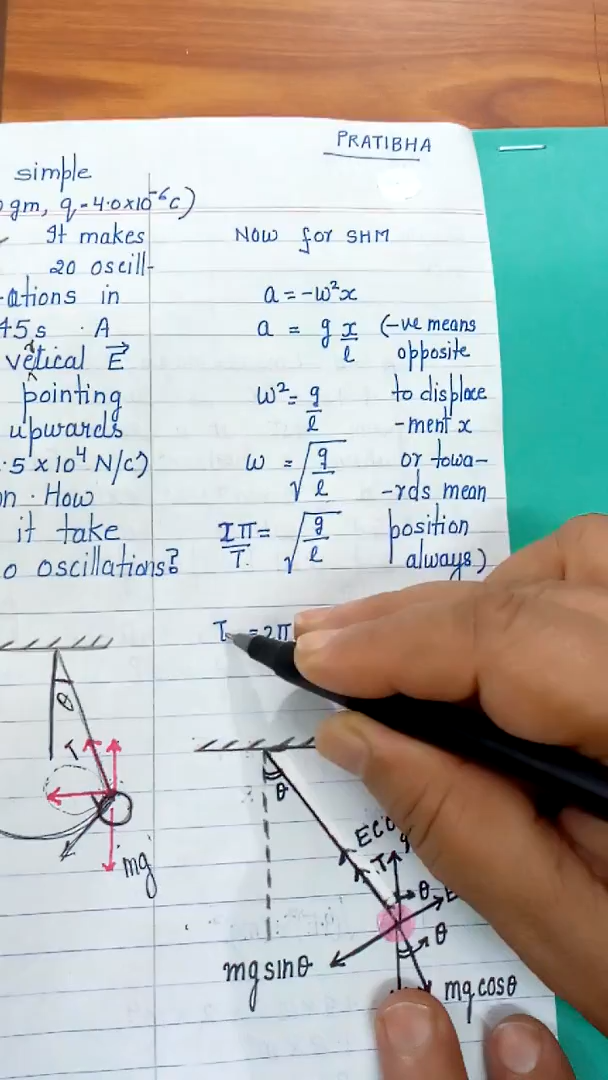 PRATIBHA
simple
gm, q-4.0x10⁻⁶c)
It makes
20 oscill-
-ations in
45s . A
vetical E⃗
pointing
upwards
.5 x 10⁴ N/c)
on . How
it take
oscillations?
θ
T
mg
Now for SHM
a = -ω²x
a = g x/l (-ve means
opposite
ω² = g/l to displace
-ment x
ω = √g/l or towa-
-rds mean
2π/T = √g/l position
always)
T = 2π
θ
T
θ
θ
mg sinθ
mg cosθ